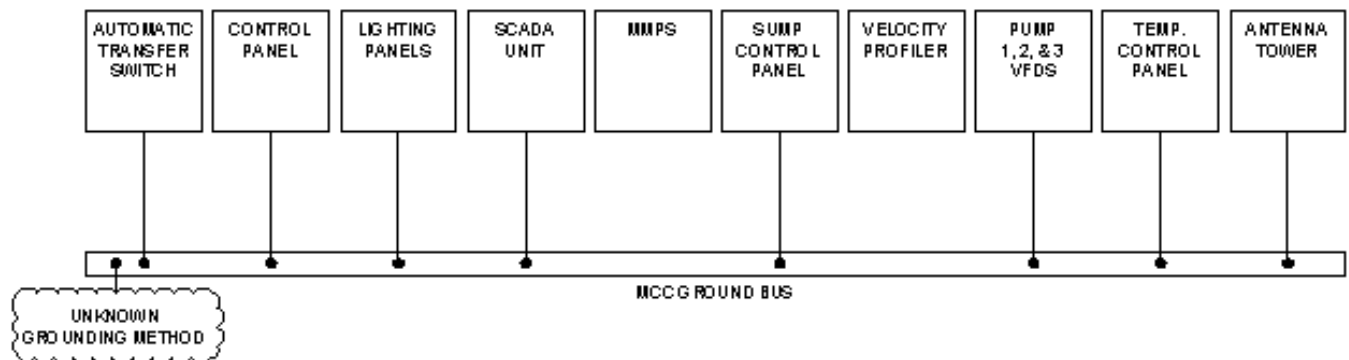 AUTOMATIC
TRANSFER
SWITCH
CONTROL
PANEL
LIGHTING
PANELS
SCADA
UNIT
MMPS
SUMP
CONTROL
PANEL
VELOCITY
PROFILER
PUMP
1, 2, & 3
VFDS
TEMP.
CONTROL
PANEL
ANTENNA
TOWER
MCC GROUND BUS
UNKNOWN
GROUNDING METHOD